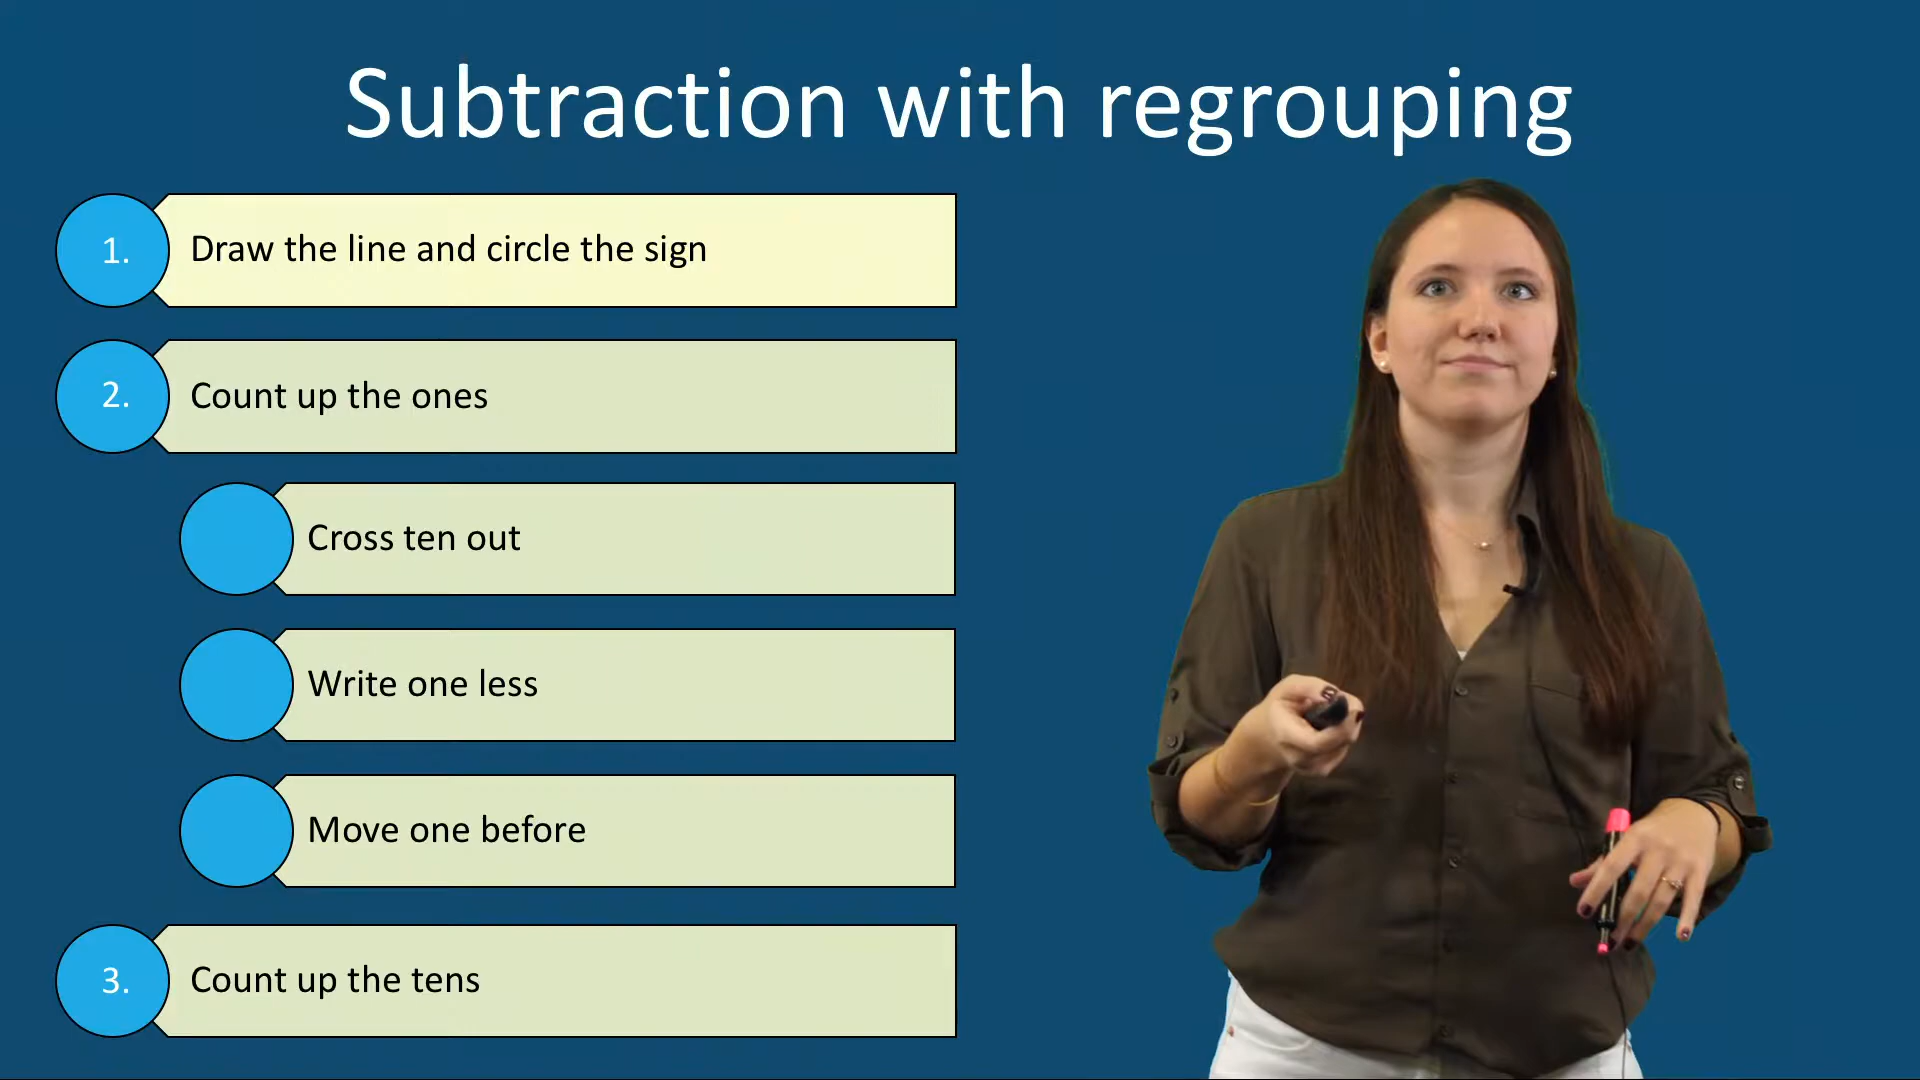 Subtraction with regrouping
1. Draw the line and circle the sign
2. Count up the ones
Cross ten out
Write one less
Move one before
3. Count up the tens